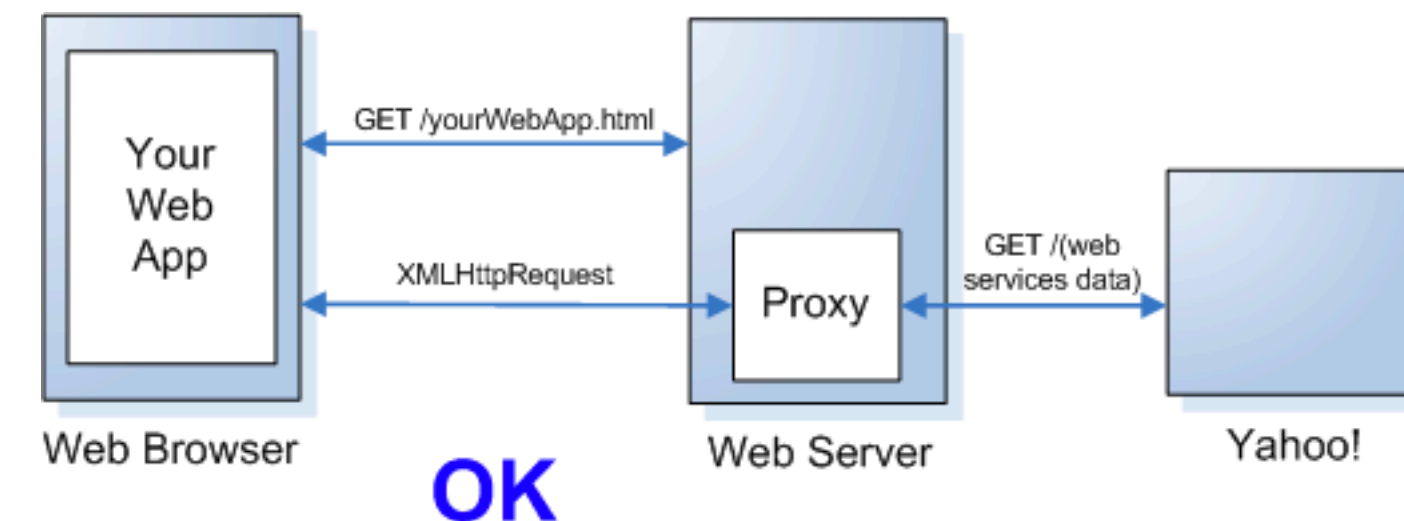 Your
Web
App
GET /yourWebApp.html
XMLHttpRequest
Proxy
GET /(web
services data)
Web Browser
Web Server
Yahoo!
OK